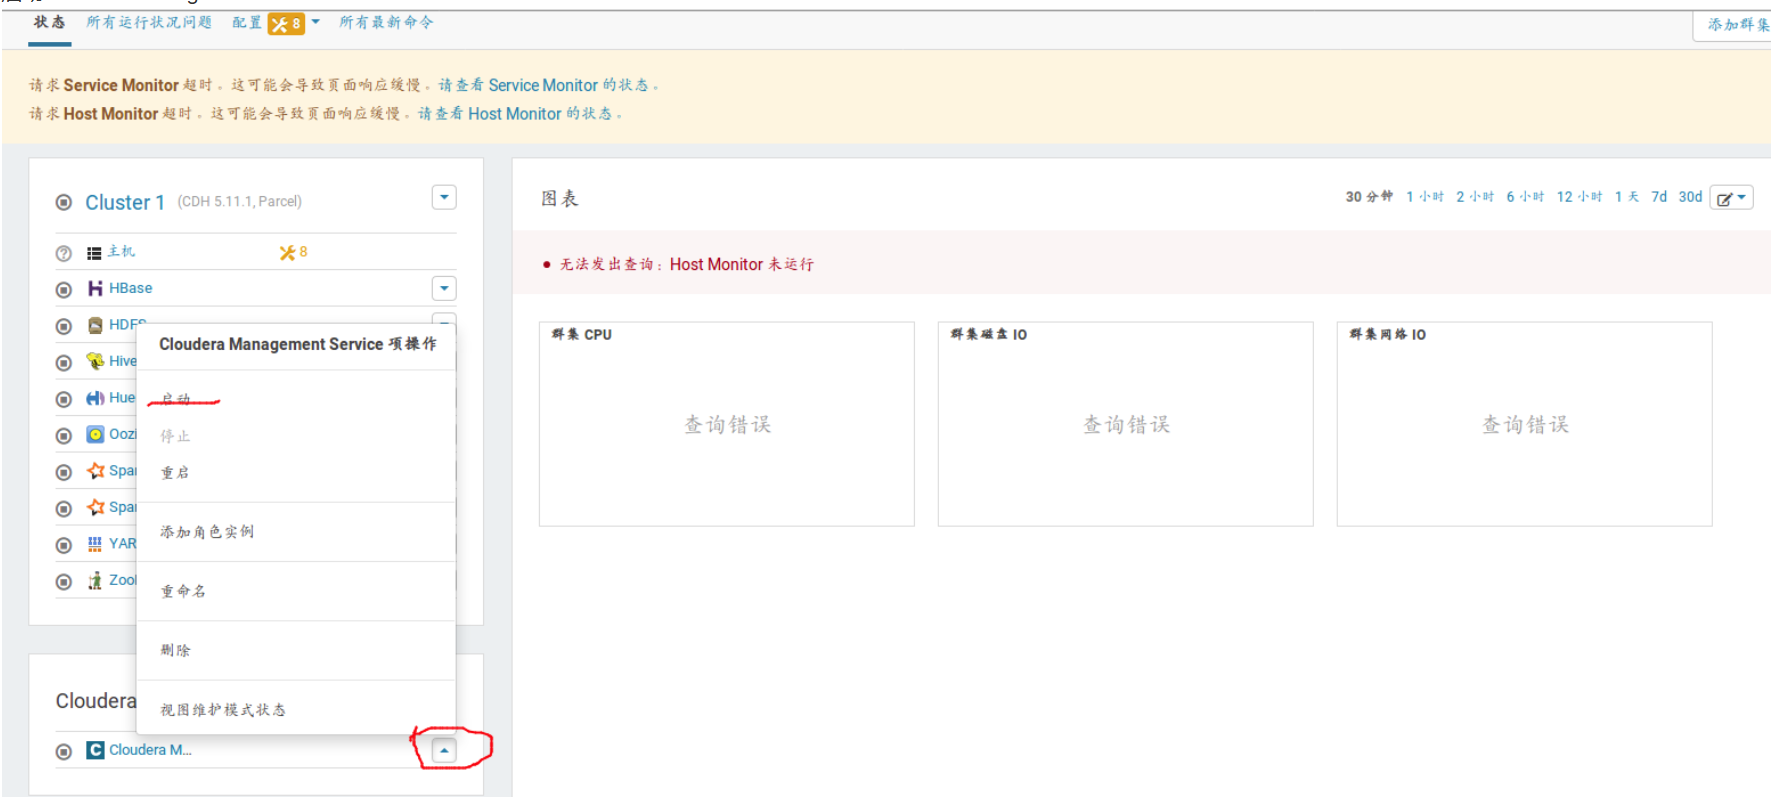 状态 所有运行状况问题 配置 8 所有最新命令
添加群集
请求 Service Monitor 超时。这可能会导致页面响应缓慢。请查看 Service Monitor 的状态。
请求 Host Monitor 超时。这可能会导致页面响应缓慢。请查看 Host Monitor 的状态。
Cluster 1 (CDH 5.11.1, Parcel)
主机 8
HBase
HDFS
Hive
Hue
Oozi
Spar
Spar
YAR
Zool
Cloudera Management Service 项操作
启动
停止
重启
添加角色实例
重命名
删除
视图维护模式状态
Cloudera
Cloudera M...
图表
30 分钟 1 小时 2 小时 6 小时 12 小时 1 天 7d 30d
无法发出查询：Host Monitor 未运行
群集 CPU
查询错误
群集磁盘 IO
查询错误
群集网络 IO
查询错误